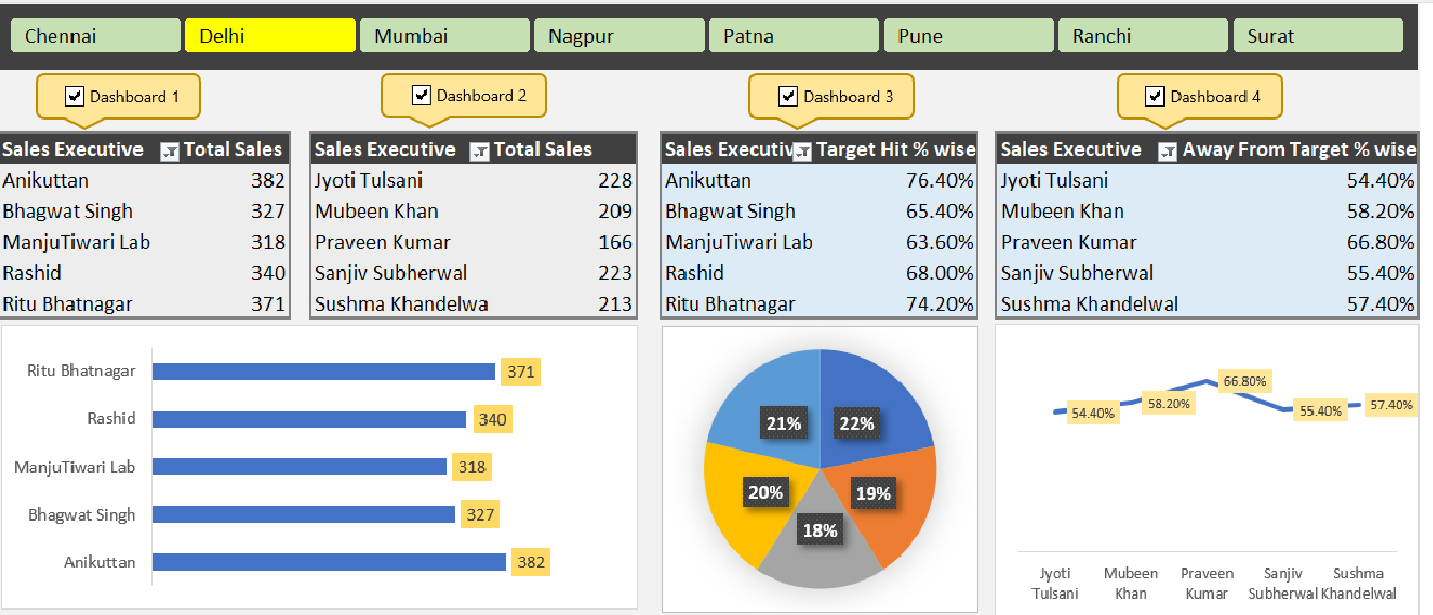 Chennai Delhi Mumbai Nagpur Patna Pune Ranchi Surat
Dashboard 1 Dashboard 2 Dashboard 3 Dashboard 4
Sales Executive Total Sales
Anikuttan 382
Bhagwat Singh 327
ManjuTiwari Lab 318
Rashid 340
Ritu Bhatnagar 371
Sales Executive Total Sales
Jyoti Tulsani 228
Mubeen Khan 209
Praveen Kumar 166
Sanjiv Subherwal 223
Sushma Khandelwa 213
Sales Executiv Target Hit % wise
Anikuttan 76.40%
Bhagwat Singh 65.40%
ManjuTiwari Lab 63.60%
Rashid 68.00%
Ritu Bhatnagar 74.20%
Sales Executive Away From Target % wise
Jyoti Tulsani 54.40%
Mubeen Khan 58.20%
Praveen Kumar 66.80%
Sanjiv Subherwal 55.40%
Sushma Khandelwal 57.40%
Ritu Bhatnagar 371
Rashid 340
ManjuTiwari Lab 318
Bhagwat Singh 327
Anikuttan 382
21% 22%
20% 19%
18%
66.80%
54.40% 58.20% 55.40% 57.40%
Jyoti Mubeen Praveen Sanjiv Sushma
Tulsani Khan Kumar Subherwal Khandelwal